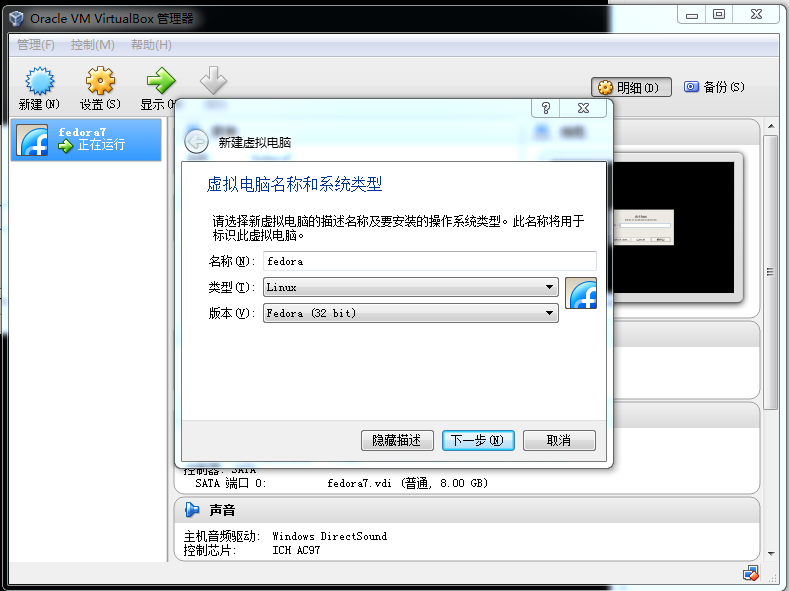 Oracle VM VirtualBox 管理器
管理(F) 控制(M) 帮助(H)
新建(N) 设置(S) 显示(H
明细(D) 备份(S)
fedora7
正在运行
?
新建虚拟电脑
虚拟电脑名称和系统类型
请选择新虚拟电脑的描述名称及要安装的操作系统类型。此名称将用于
标识此虚拟电脑。
名称(N): fedora
类型(T): Linux
版本(V): Fedora (32 bit)
隐藏描述 下一步(N) 取消
控制器: SATA
SATA 端口 0: fedora7.vdi (普通, 8.00 GB)
声音
主机音频驱动: Windows DirectSound
控制芯片: ICH AC97